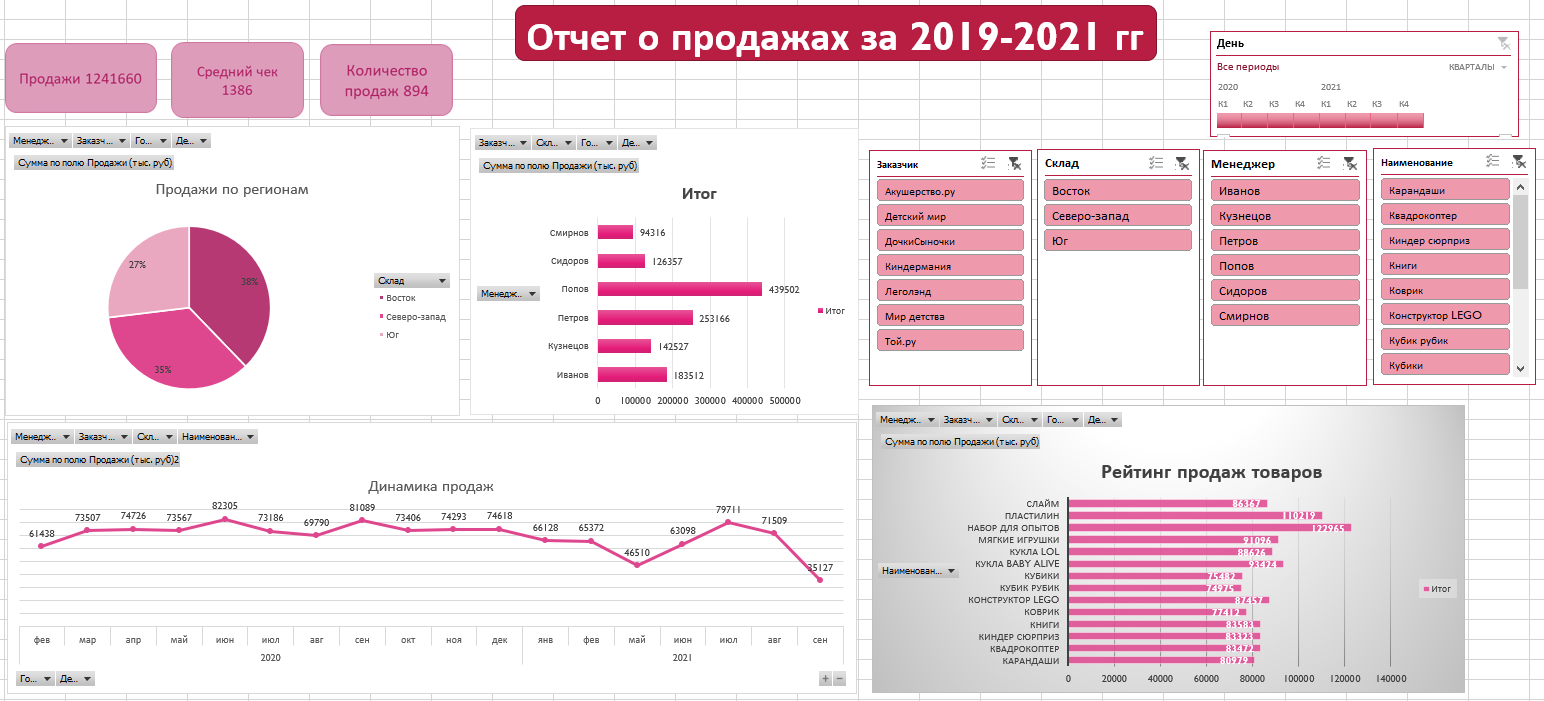 Отчет о продажах за 2019-2021 гг
Продажи 1241660
Средний чек
1386
Количество
продаж 894
День
Все периоды
КВАРТАЛЫ
2020 2021
К1 К2 К3 К4 К1 К2 К3 К4
Менедж... Заказч... Го... Де...
Сумма по полю Продажи (тыс. руб)
Продажи по регионам
27%
38%
35%
Склад
Восток
Северо-запад
Юг
Заказч... Скл... Го... Де...
Сумма по полю Продажи (тыс. руб)
Итог
Смирнов 94316
Сидоров 126357
Попов 439502
Петров 253166
Кузнецов 142527
Иванов 183512
0 100000 200000 300000 400000 500000
Менедж..
Итог
Заказчик
Акушерство.ру
Детский мир
ДочкиСыночки
Киндермания
Леголэнд
Мир детства
Той.ру
Склад
Восток
Северо-запад
Юг
Менеджер
Иванов
Кузнецов
Петров
Попов
Сидоров
Смирнов
Наименование
Карандаши
Квадрокоптер
Киндер сюрприз
Книги
Коврик
Конструктор LEGO
Кубик рубик
Кубики
Менедж.. Заказч... Скл... Наименован...
Сумма по полю Продажи (тыс. руб)2
Динамика продаж
61438 73507 74726 73567 82305 73186 69790 81089 73406 74293 74618 66128 65372 46510 63098 79711 71509 35127
фев мар апр май июн июл авг сен окт ноя дек янв фев май июн июл авг сен
2020 2021
Го... Де...
+ −
Менедж... Заказч... Скл... Го... Де...
Сумма по полю Продажи (тыс. руб)
Рейтинг продаж товаров
СЛАЙМ 86367
ПЛАСТИЛИН 110219
НАБОР ДЛЯ ОПЫТОВ 122965
МЯГКИЕ ИГРУШКИ 91096
КУКЛА LOL 88626
КУКЛА BABY ALIVE 93424
КУБИКИ 75482
КУБИК РУБИК 74975
КОНСТРУКТОР LEGO 87457
КОВРИК 77412
КНИГИ 83583
КИНДЕР СЮРПРИЗ 83323
КВАДРОКОПТЕР 83472
КАРАНДАШИ 80979
0 20000 40000 60000 80000 100000 120000 140000
Наименован...
Итог